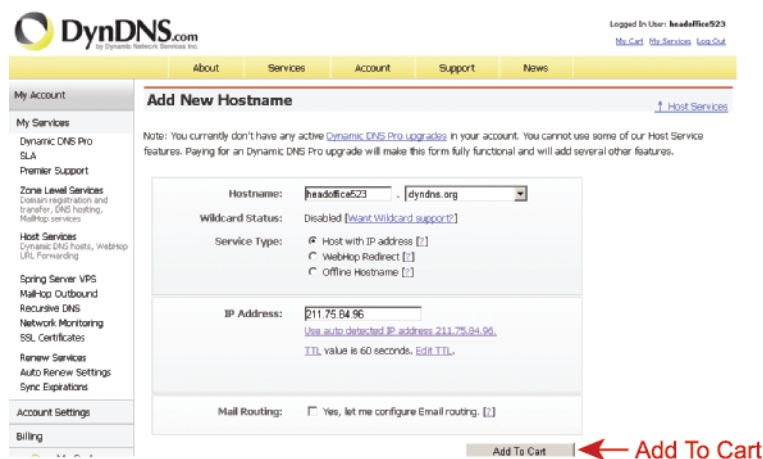 DynDNS.com
by Dynamic Network Services Inc.
Logged In User: headoffice523
My Cart My Services Log Out
About Services Account Support News
My Account
My Services
Dynamic DNS Pro
SLA
Premier Support
Zone Level Services
Domain registration and
transfer, DNS hosting,
MailHop services
Host Services
Dynamic DNS hosts, WebHop
URL Forwarding
Spring Server VPS
MailHop Outbound
Recursive DNS
Network Monitoring
SSL Certificates
Renew Services
Auto Renew Settings
Sync Expirations
Account Settings
Billing
Add New Hostname
↑ Host Services
Note: You currently don't have any active Dynamic DNS Pro upgrades in your account. You cannot use some of our Host Service
features. Paying for an Dynamic DNS Pro upgrade will make this form fully functional and will add several other features.
Hostname: headoffice523 . dyndns.org
Wildcard Status: Disabled [Want Wildcard support?]
Service Type: Host with IP address [?]
WebHop Redirect [?]
Offline Hostname [?]
IP Address: 211.75.84.96
Use auto detected IP address 211.75.84.96.
TTL value is 60 seconds. Edit TTL.
Mail Routing: Yes, let me configure Email routing. [?]
Add To Cart
Add To Cart